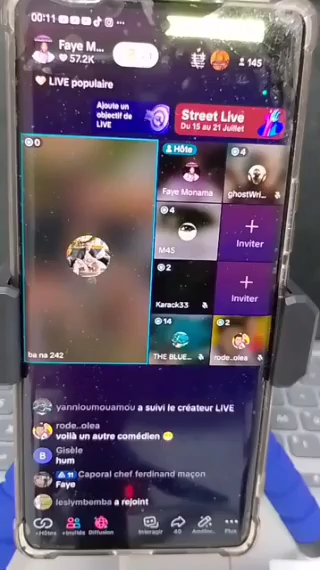 00:11
Faye M...
57.2K
145
LIVE populaire
Ajoute un
objectif de
LIVE
Street Live
Du 15 au 21 Juillet
0
Hôte
Faye Monama
4
ghostWri...
4
M45
Inviter
2
Karack33
Inviter
14
THE BLUE...
2
rode..olea
ba na 242
yannioumouamou a suivi le créateur LIVE
rode..olea
voilà un autre comédien
Gisèle
B
hum
11 Caporal chef ferdinand maçon
Faye
leslymbemba a rejoint
+Hôtes
+Invités
Diffusion
Interagir
40
Plus